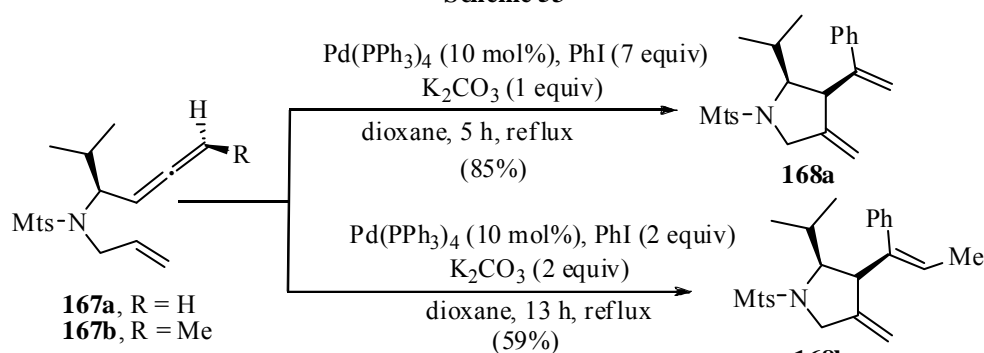 Scheme 55
Pd(PPh3)4 (10 mol%), PhI (7 equiv)
K2CO3 (1 equiv)
dioxane, 5 h, reflux
(85%)
Ph
Mts-N
168a
H
R
Mts-N
167a, R = H
167b, R = Me
Pd(PPh3)4 (10 mol%), PhI (2 equiv)
K2CO3 (2 equiv)
dioxane, 13 h, reflux
(59%)
Ph
Me
Mts-N